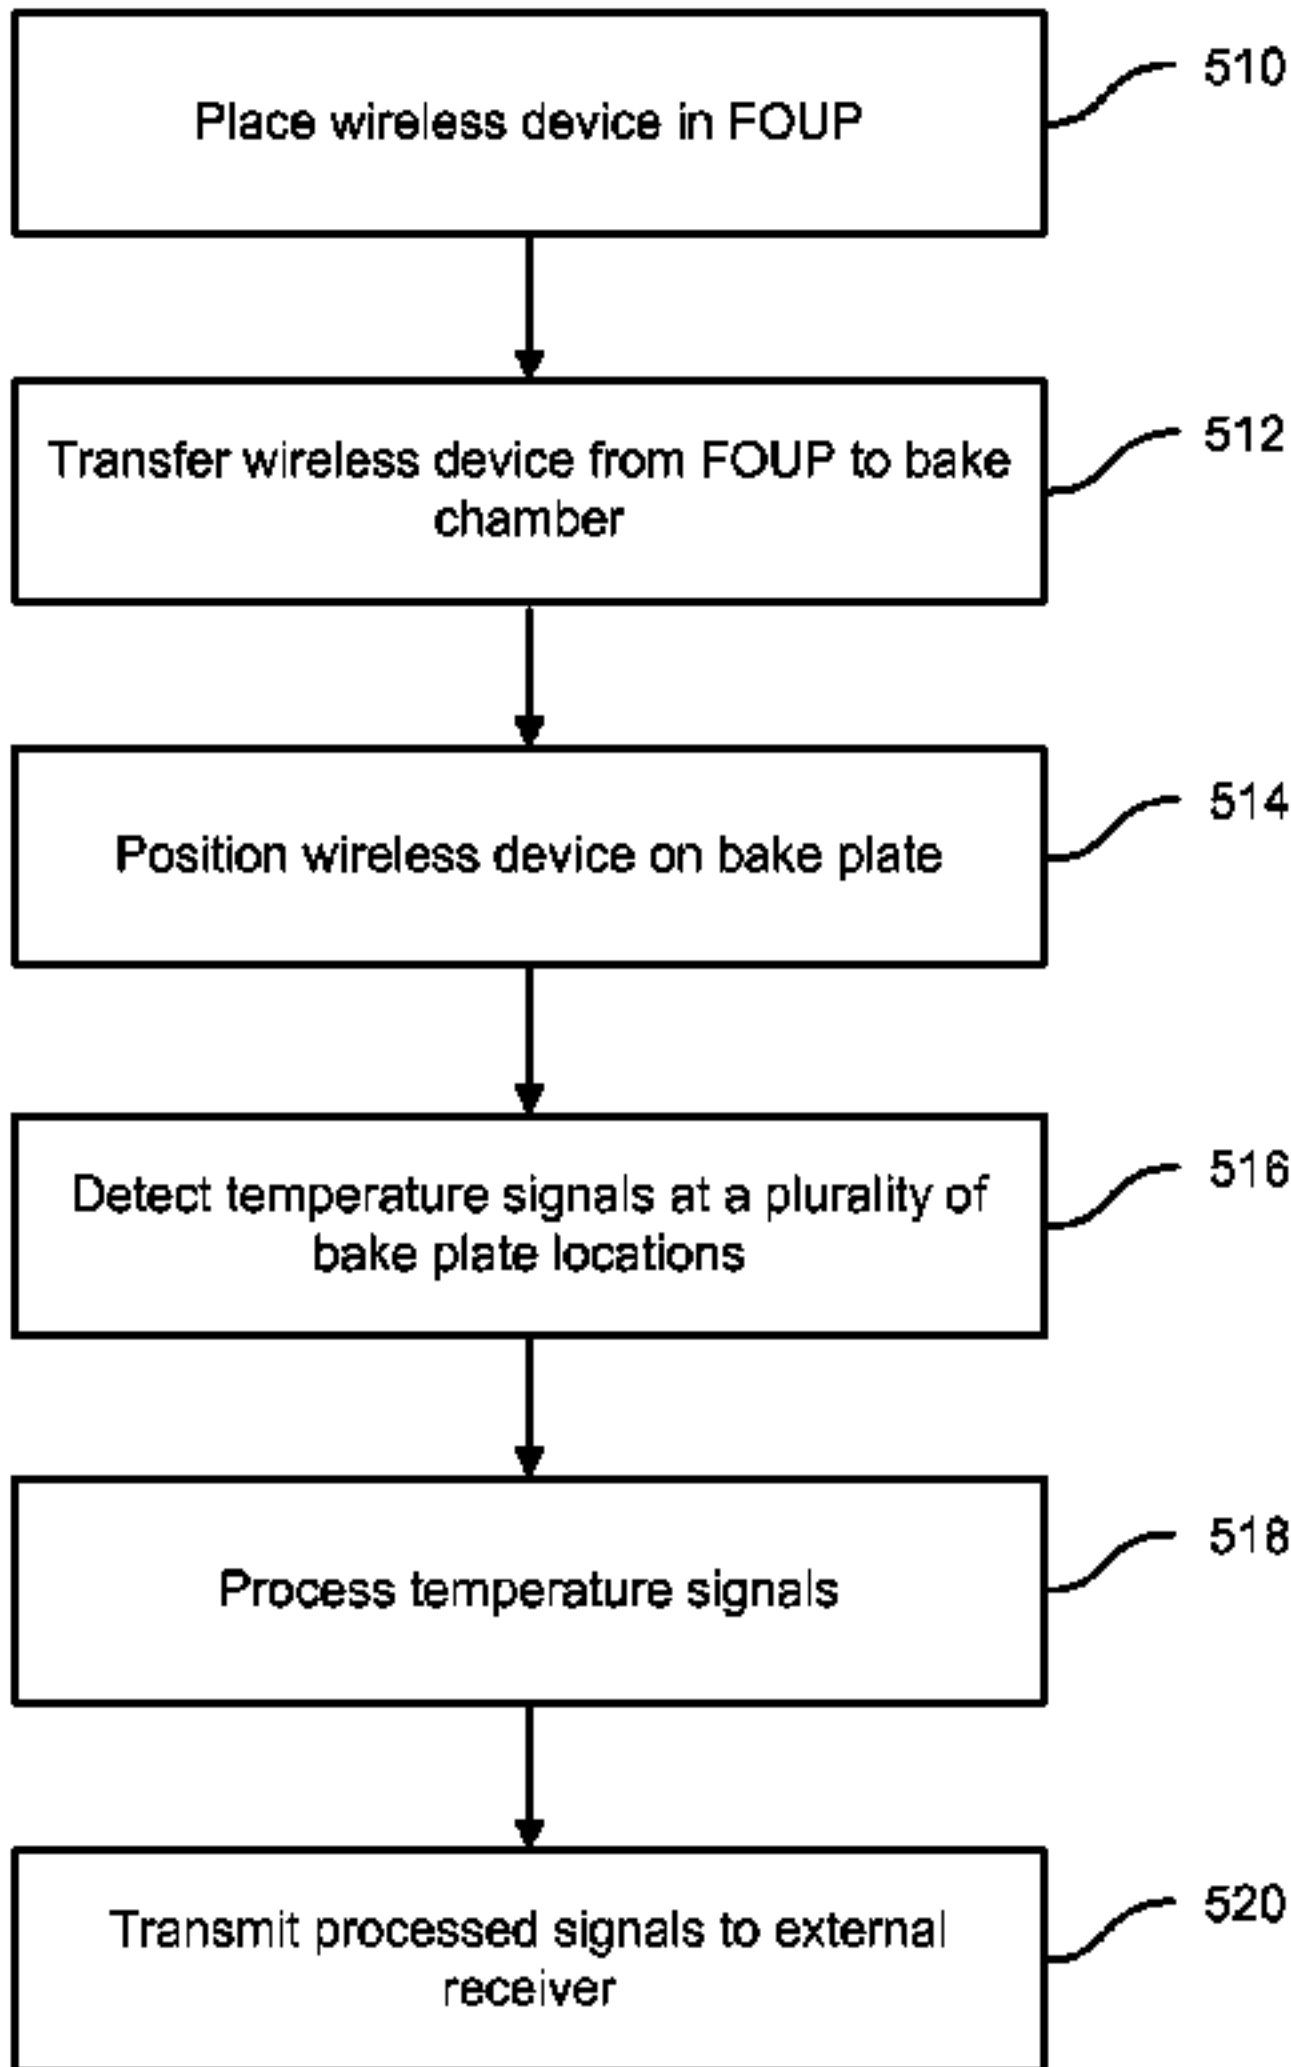 Place wireless device in FOUP
510
Transfer wireless device from FOUP to bake
chamber
512
Position wireless device on bake plate
514
Detect temperature signals at a plurality of
bake plate locations
516
Process temperature signals
518
Transmit processed signals to external
receiver
520